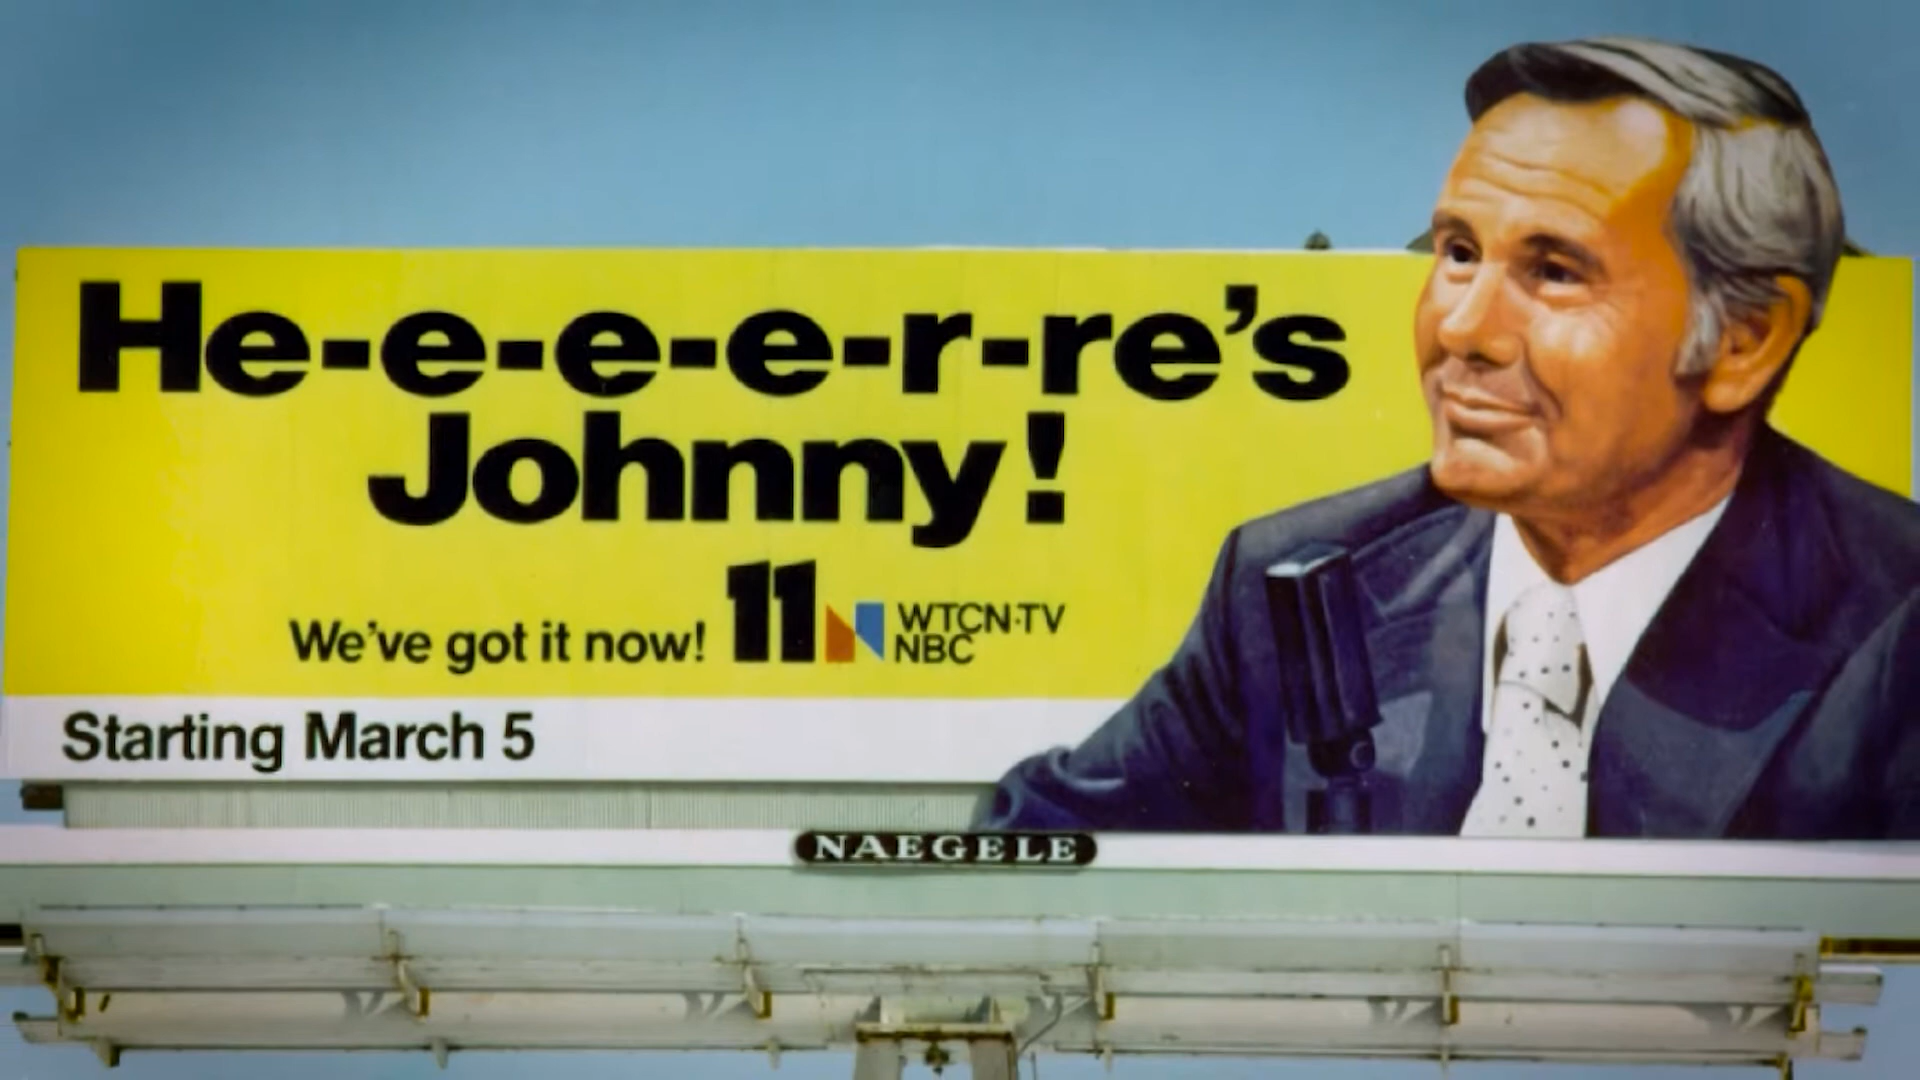 He-e-e-e-r-re's
Johnny!
We've got it now! 11 WTCN·TV
NBC
Starting March 5
NAEGELE